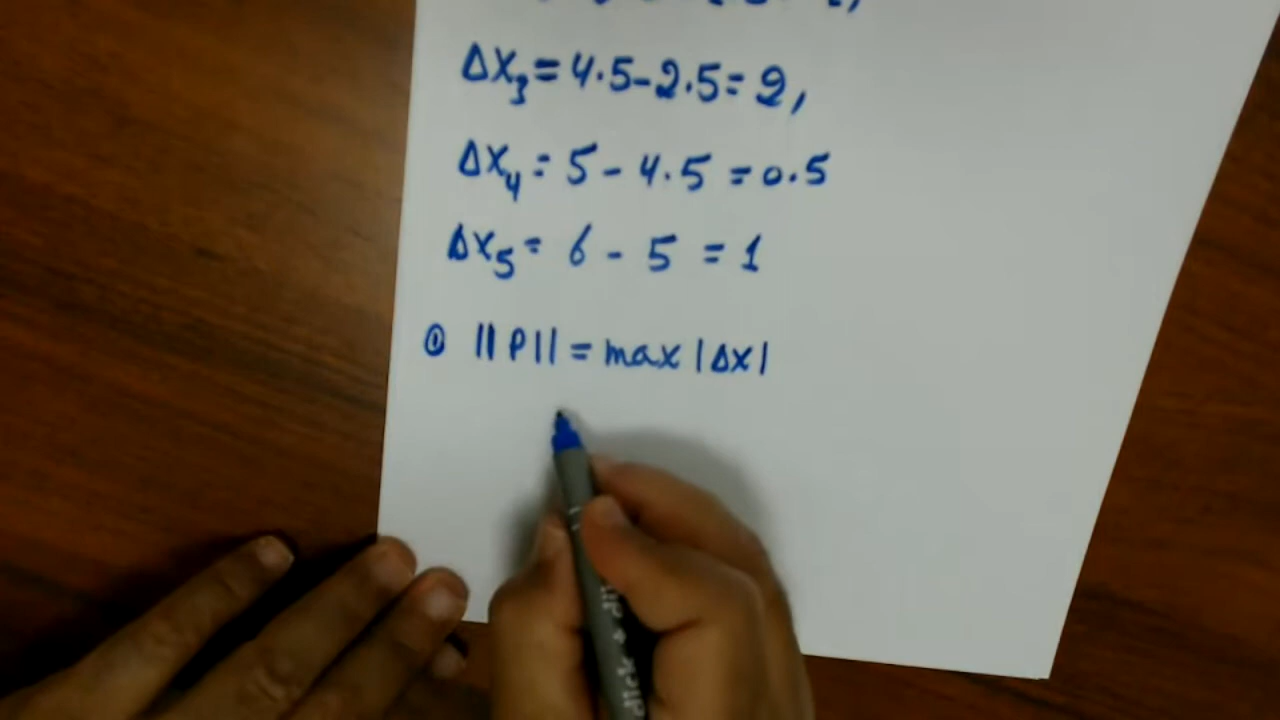 ΔX₃ = 4.5 - 2.5 = 2,
ΔX₄ = 5 - 4.5 = 0.5
ΔX₅ = 6 - 5 = 1
① ||P|| = max |ΔX|